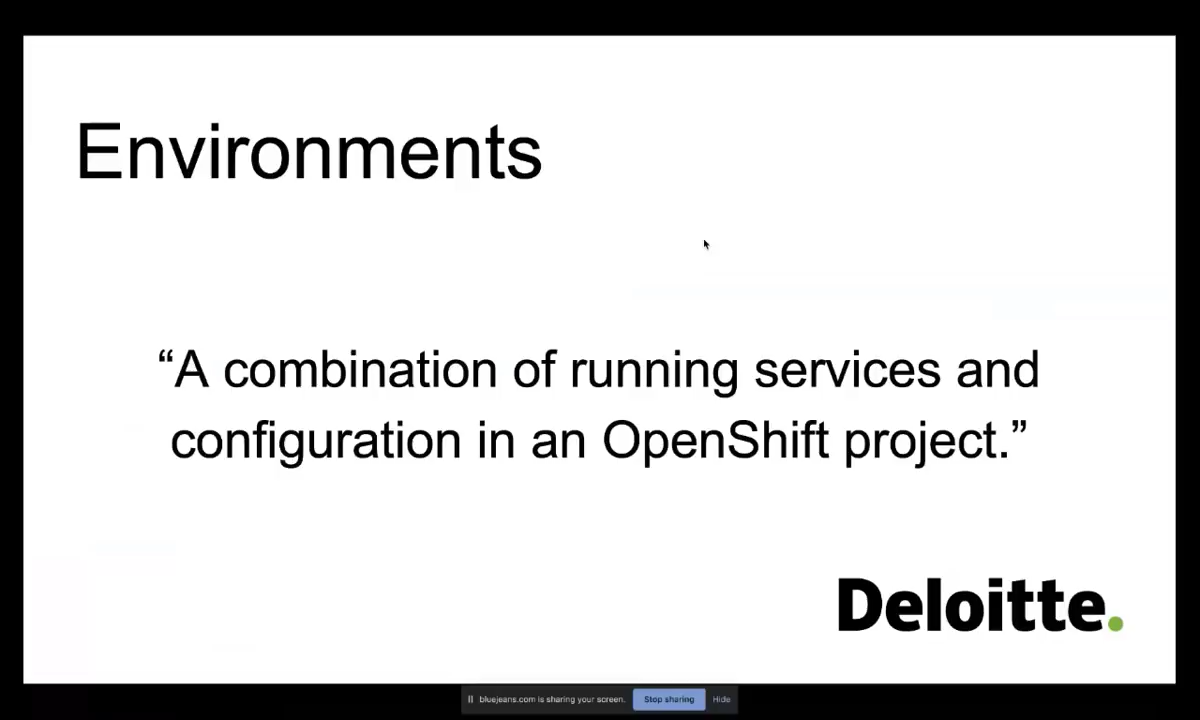 Environments
“A combination of running services and
configuration in an OpenShift project.”
Deloitte.
bluejeans.com is sharing your screen. Stop sharing Hide